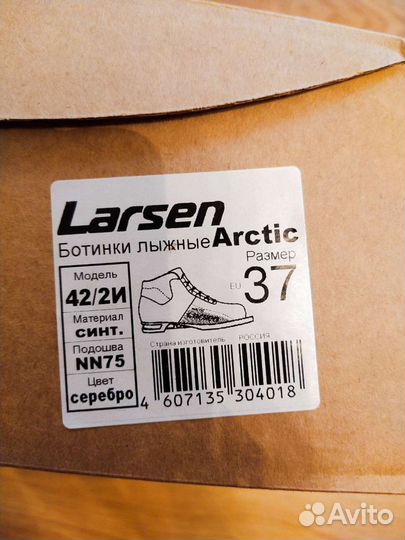 Larsen
Ботинки лыжные Arctic
Модель
42/2И
Материал
синт.
Подошва
NN75
Цвет
серебро
Размер
EU 37
Страна изготовитель РОССИЯ
4 607135 304018
Avito